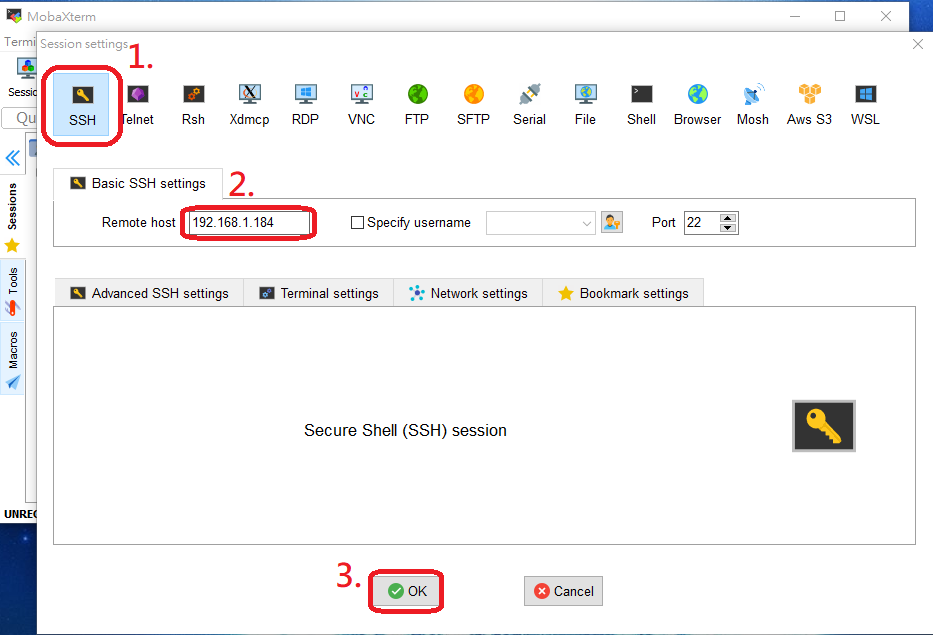 MobaXterm
Termi
Session settings
1.
Sessio
SSH
Telnet
Rsh
Xdmcp
RDP
VNC
FTP
SFTP
Serial
File
Shell
Browser
Mosh
Aws S3
WSL
Qu
Sessions
Tools
Macros
Basic SSH settings
2.
Remote host
192.168.1.184
Specify username
Port
22
Advanced SSH settings
Terminal settings
Network settings
Bookmark settings
Secure Shell (SSH) session
UNREG
3.
OK
Cancel